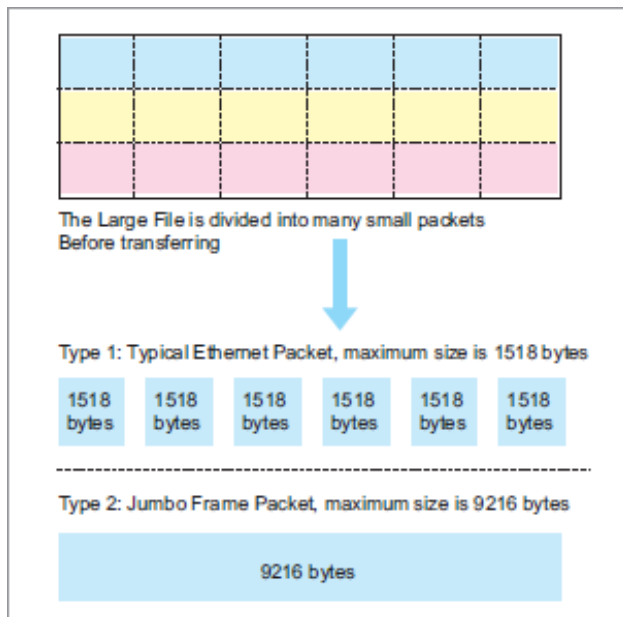 The Large File is divided into many small packets
Before transferring
Type 1: Typical Ethernet Packet, maximum size is 1518 bytes
1518 1518 1518 1518 1518 1518
bytes bytes bytes bytes bytes bytes
Type 2: Jumbo Frame Packet, maximum size is 9216 bytes
9216 bytes